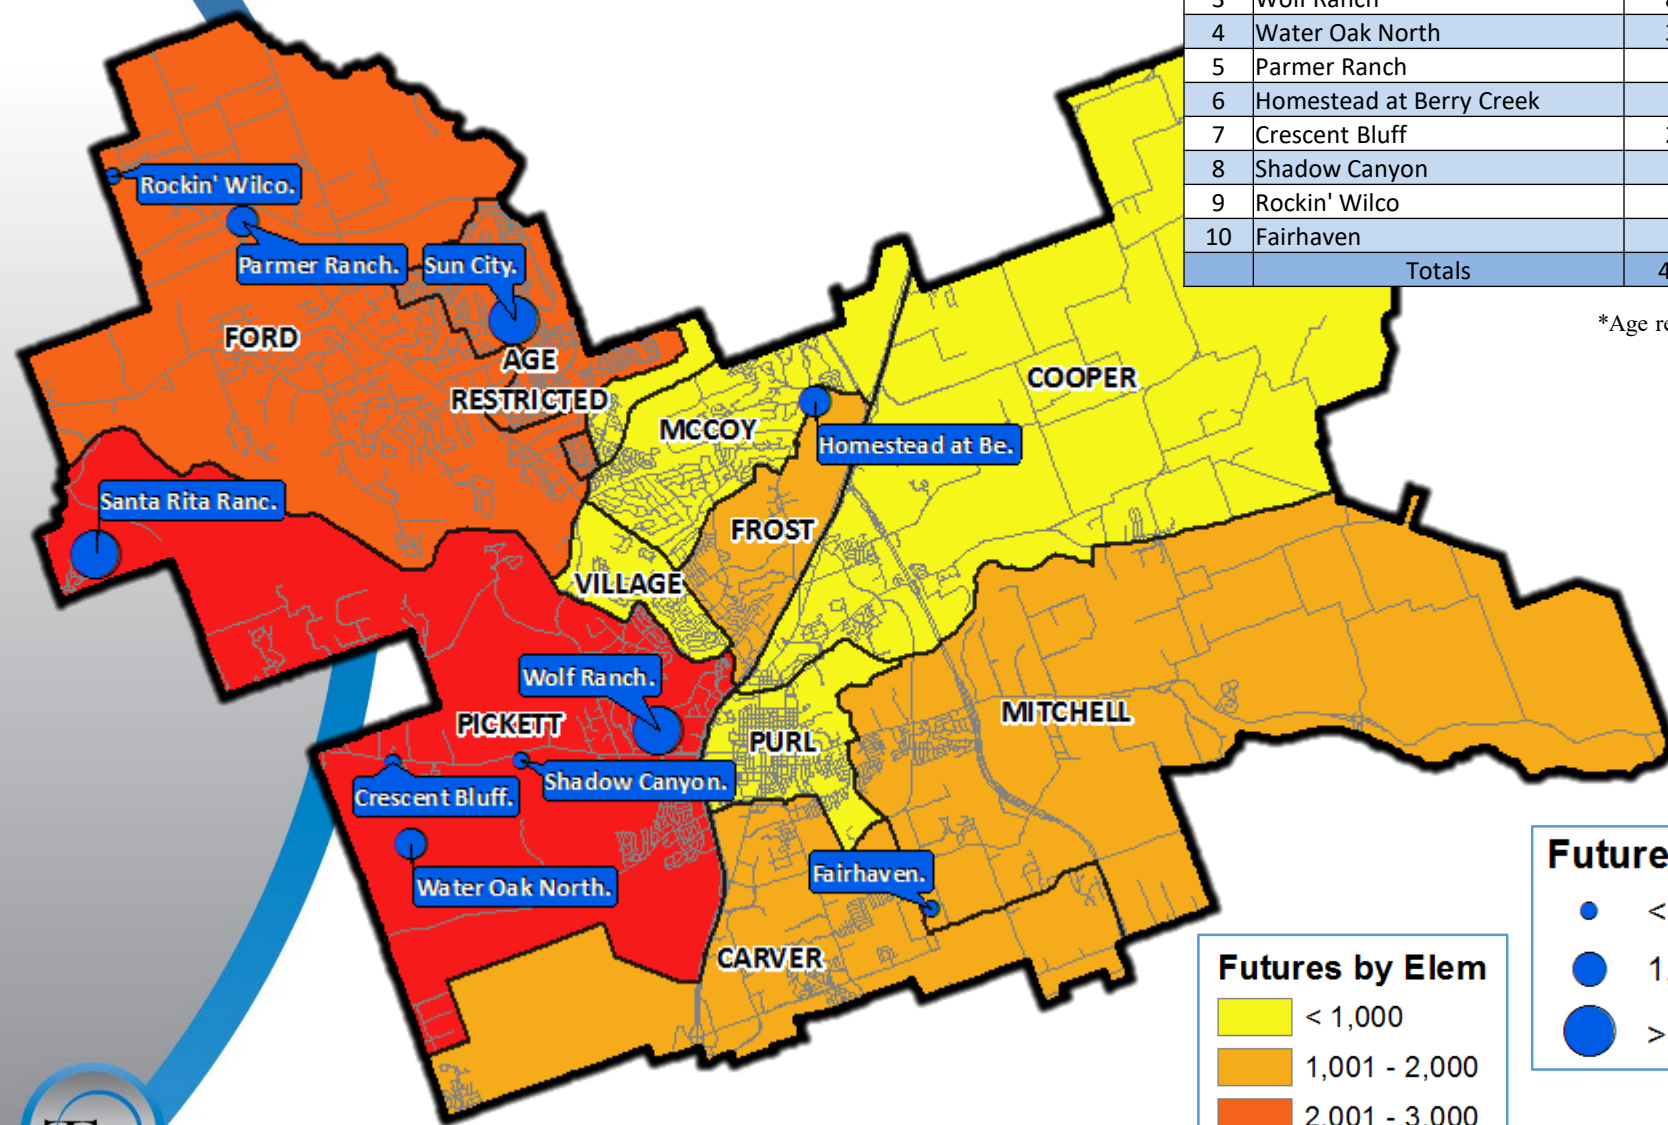 3 Wolf Ranch
4 Water Oak North
5 Parmer Ranch
6 Homestead at Berry Creek
7 Crescent Bluff
8 Shadow Canyon
9 Rockin' Wilco
10 Fairhaven
Totals 4
*Age re
Rockin' Wilco.
Parmer Ranch.
Sun City.
FORD
AGE
RESTRICTED
COOPER
MCCOY
Homestead at Be.
Santa Rita Ranc.
FROST
VILLAGE
Wolf Ranch.
PICKETT
PURL
MITCHELL
Crescent Bluff.
Shadow Canyon.
Water Oak North.
Fairhaven.
CARVER
Future
<
1,
>
Futures by Elem
< 1,000
1,001 - 2,000
2,001 - 3,000